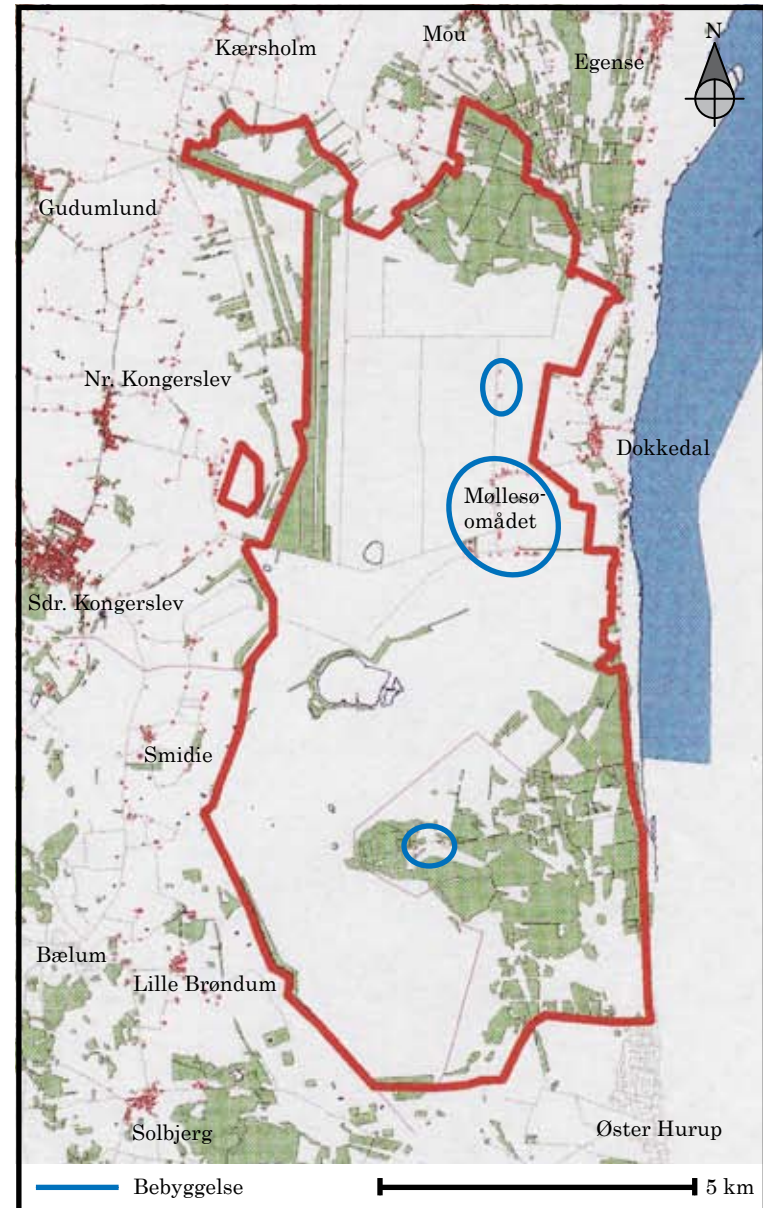 Kærsholm
Mou
N
Egense
Gudumlund
Nr. Kongerslev
Dokkedal
Møllesø-
området
Sdr. Kongerslev
Smidie
Bælum
Lille Brøndum
Solbjerg
Øster Hurup
Bebyggelse
5 km